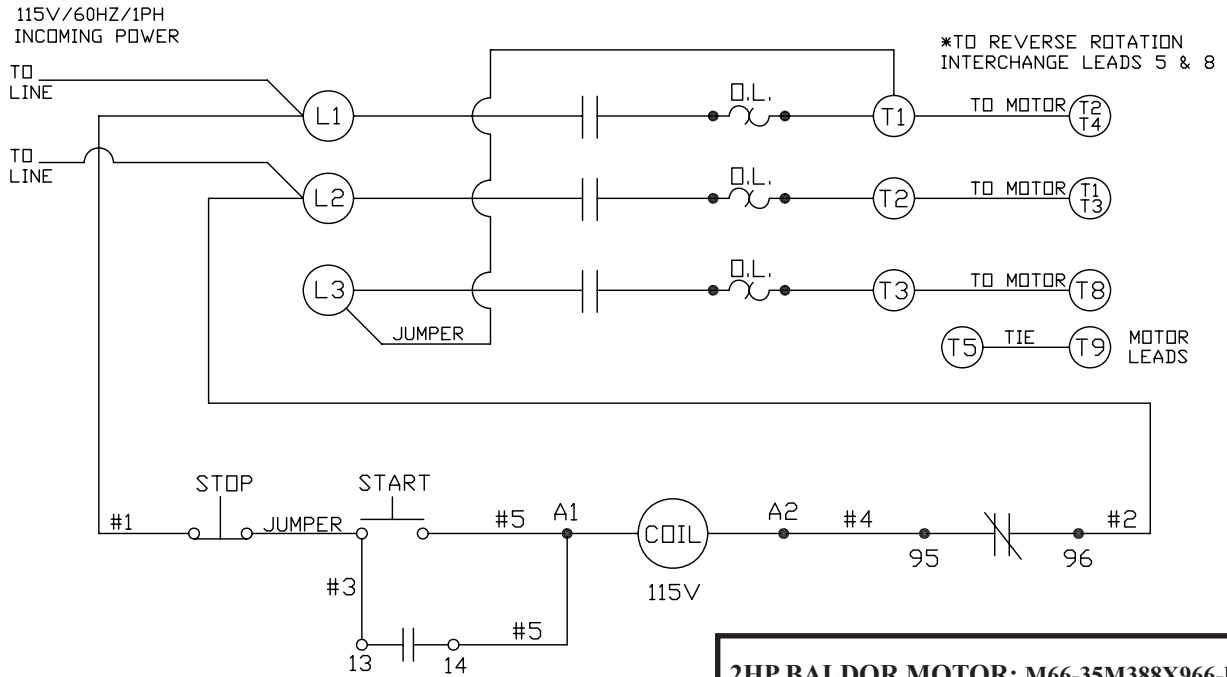 115V/60HZ/1PH
INCOMING POWER
*TO REVERSE ROTATION
INTERCHANGE LEADS 5 & 8
TO
LINE
L1
O.L.
T1
TO MOTOR
T2
T4
TO
LINE
L2
O.L.
T2
TO MOTOR
T1
T3
L3
O.L.
T3
TO MOTOR
T8
JUMPER
T5
TIE
T9
MOTOR
LEADS
STOP
START
#1
JUMPER
#5
A1
COIL
A2
#4
#2
95
96
115V
#3
#5
13
14
2HP BALDOR MOTOR: M66-35M388X966-